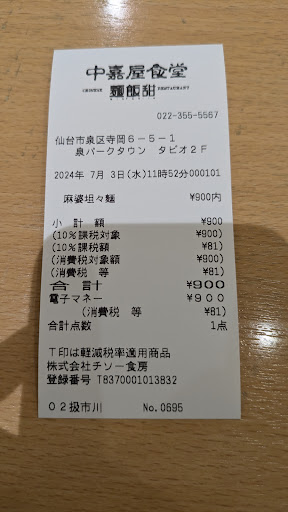 中嘉屋食堂
CHINESE 麵飯甜 RESTAURANT
022-355-5567
仙台市泉区寺岡6-5-1
泉パークタウン タピオ2F
2024年 7月 3日(水)11時52分000101
麻婆坦々麺 ¥900内
小 計 額 ¥900
(10%課税対象 ¥900)
(10%税額 ¥81)
(消費税対象額 ¥900)
(消費税 等 ¥81)
合 計 ¥900
電子マネー ¥900
(消費税 等 ¥81)
合計点数 1点
T印は軽減税率適用商品
株式会社チソー食房
登録番号 T8370001013832
02扱市川 No.0695